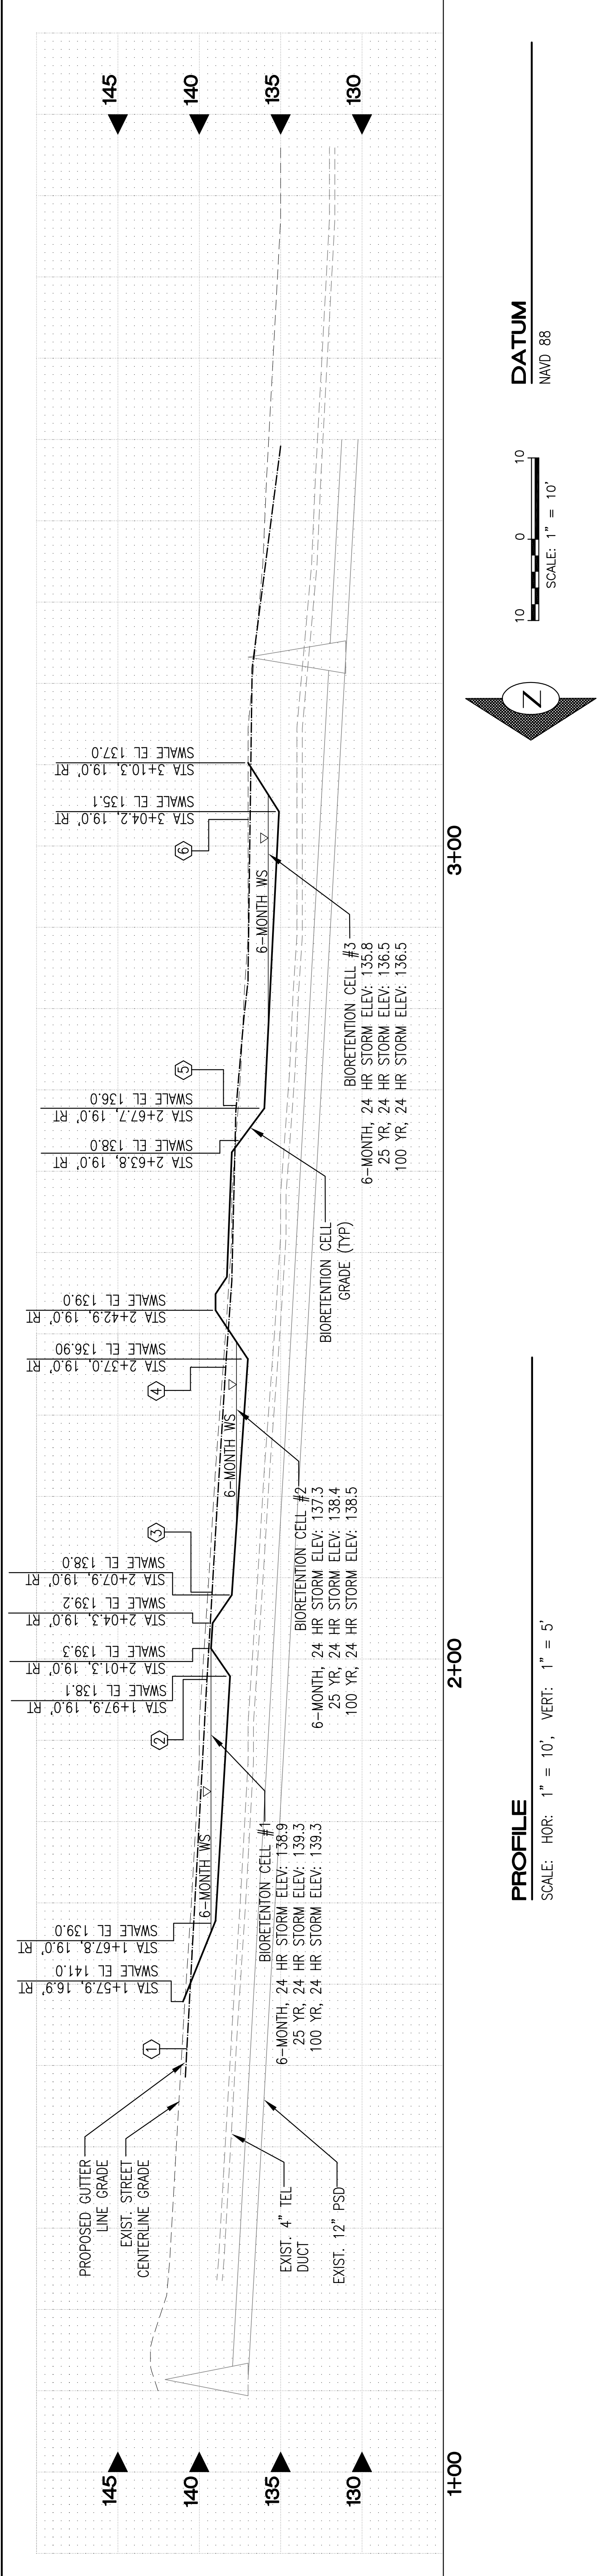 145
140
135
130
145
140
135
130
PROPOSED GUTTER
LINE GRADE
EXIST. STREET
CENTERLINE GRADE
EXIST. 4" TEL
DUCT
EXIST. 12" PSD
1
STA 1+57.9, 16.9' RT
SWALE EL 141.0
STA 1+67.8, 19.0' RT
SWALE EL 139.0
6-MONTH WS
BIORETENTION CELL #1
6-MONTH, 24 HR STORM ELEV: 138.9
25 YR, 24 HR STORM ELEV: 139.3
100 YR, 24 HR STORM ELEV: 139.3
2
STA 1+97.9, 19.0' RT
SWALE EL 138.1
STA 2+01.3, 19.0' RT
SWALE EL 139.3
STA 2+04.3, 19.0' RT
SWALE EL 139.2
STA 2+07.9, 19.0' RT
SWALE EL 138.0
3
6-MONTH WS
BIORETENTION CELL #2
6-MONTH, 24 HR STORM ELEV: 137.3
25 YR, 24 HR STORM ELEV: 138.4
100 YR, 24 HR STORM ELEV: 138.5
4
STA 2+37.0, 19.0' RT
SWALE EL 136.90
STA 2+42.9, 19.0' RT
SWALE EL 139.0
BIORETENTION CELL
GRADE (TYP)
STA 2+63.8, 19.0' RT
SWALE EL 138.0
STA 2+67.7, 19.0' RT
SWALE EL 136.0
5
6-MONTH WS
BIORETENTION CELL #3
6-MONTH, 24 HR STORM ELEV: 135.8
25 YR, 24 HR STORM ELEV: 136.5
100 YR, 24 HR STORM ELEV: 136.5
6
STA 3+04.2, 19.0' RT
SWALE EL 135.1
STA 3+10.3, 19.0' RT
SWALE EL 137.0
1+00
2+00
3+00
PROFILE
SCALE: HOR: 1" = 10', VERT: 1" = 5'
N
10
0
10
SCALE: 1" = 10'
DATUM
NAVD 88